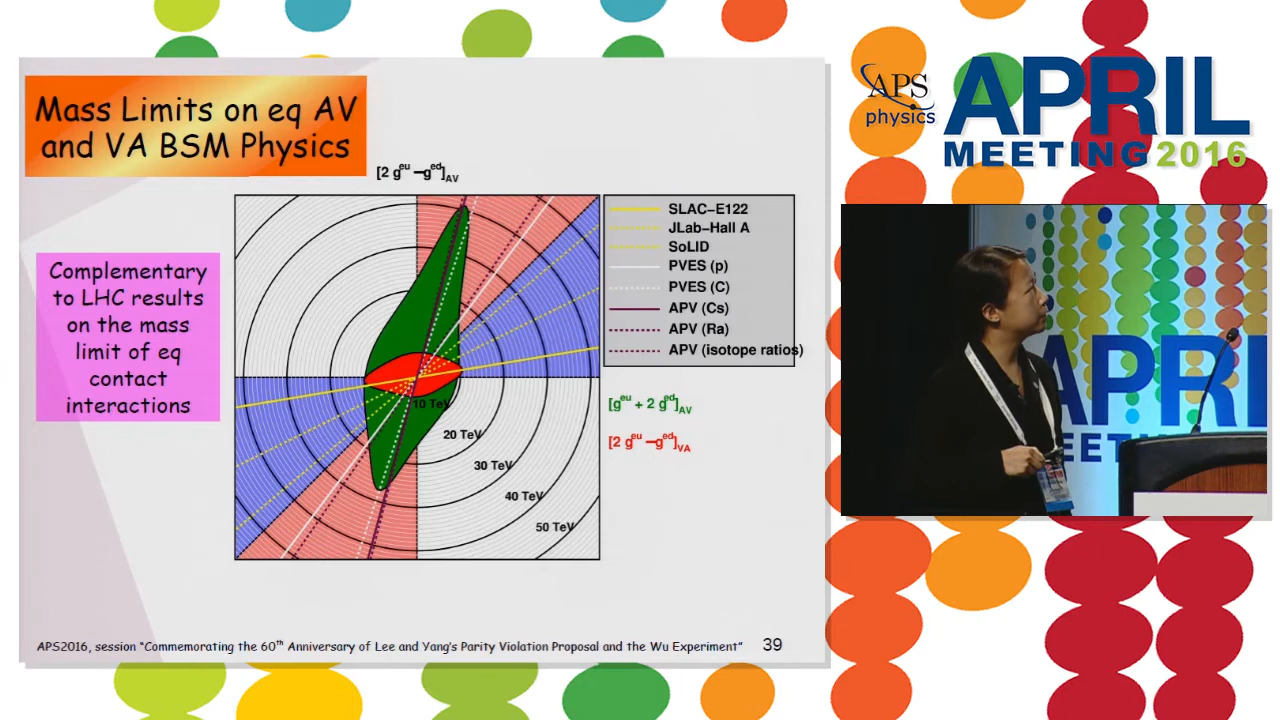 Mass Limits on eq AV
and VA BSM Physics
[2 g^eu −g^ed]_AV
Complementary
to LHC results
on the mass
limit of eq
contact
interactions
SLAC−E122
JLab−Hall A
SoLID
PVES (p)
PVES (C)
APV (Cs)
APV (Ra)
APV (isotope ratios)
10 TeV
20 TeV
30 TeV
40 TeV
50 TeV
[g^eu + 2 g^ed]_AV
[2 g^eu −g^ed]_VA
APS2016, session “Commemorating the 60^th Anniversary of Lee and Yang’s Parity Violation Proposal and the Wu Experiment” 39
APS
physics
APRIL
MEETING 2016
APRI
MEETI